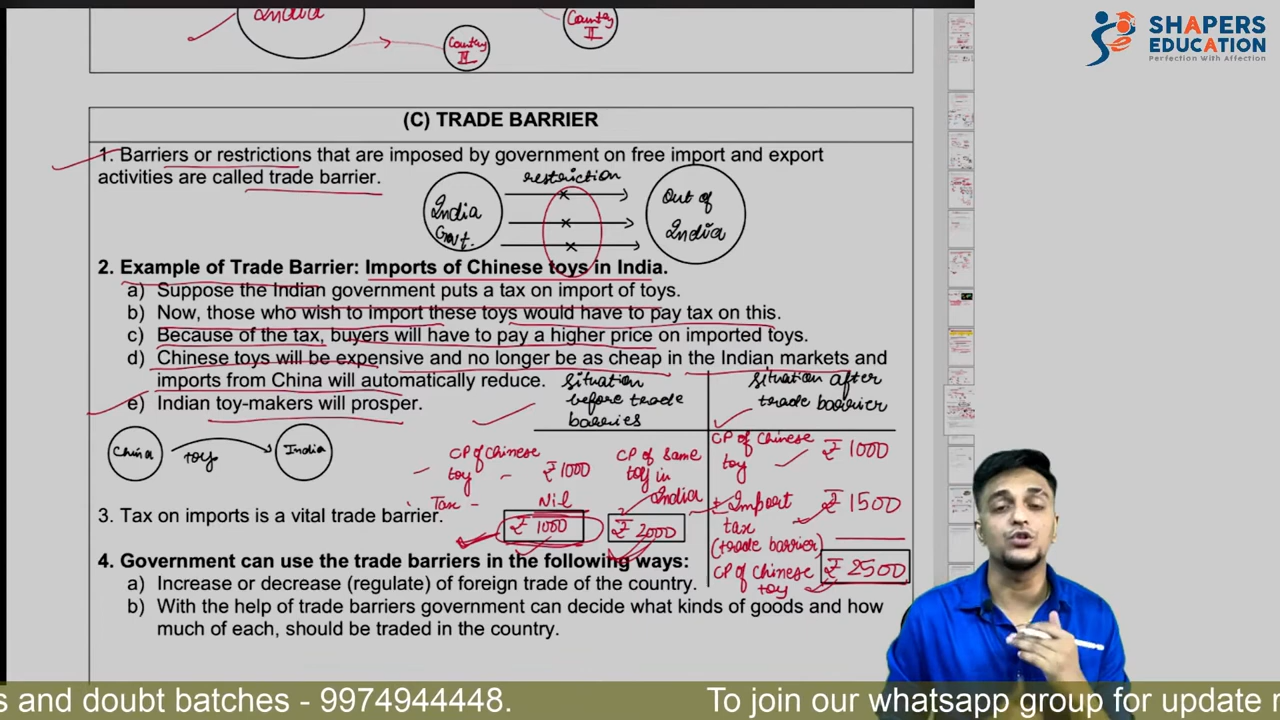 India
Country
II
Country
IV
SHAPERS
EDUCATION
Perfection With Affection
(C) TRADE BARRIER
1. Barriers or restrictions that are imposed by government on free import and export
activities are called trade barrier.
restriction
India
Govt.
Out of
India
2. Example of Trade Barrier: Imports of Chinese toys in India.
a) Suppose the Indian government puts a tax on import of toys.
b) Now, those who wish to import these toys would have to pay tax on this.
c) Because of the tax, buyers will have to pay a higher price on imported toys.
d) Chinese toys will be expensive and no longer be as cheap in the Indian markets and
imports from China will automatically reduce.
e) Indian toy-makers will prosper.
situation
before trade
barries
situation after
trade barrier
China
toy
India
CP of Chinese
toy - ₹ 1000
Tax - Nil
₹ 1000
CP of same
toy in
India
₹ 2000
CP of Chinese
toy ₹ 1000
+ Import ₹ 1500
tax
(trade barrier)
CP of Chinese ₹ 2500
toy
3. Tax on imports is a vital trade barrier.
4. Government can use the trade barriers in the following ways:
a) Increase or decrease (regulate) of foreign trade of the country.
b) With the help of trade barriers government can decide what kinds of goods and how
much of each, should be traded in the country.
s and doubt batches - 9974944448. To join our whatsapp group for update r